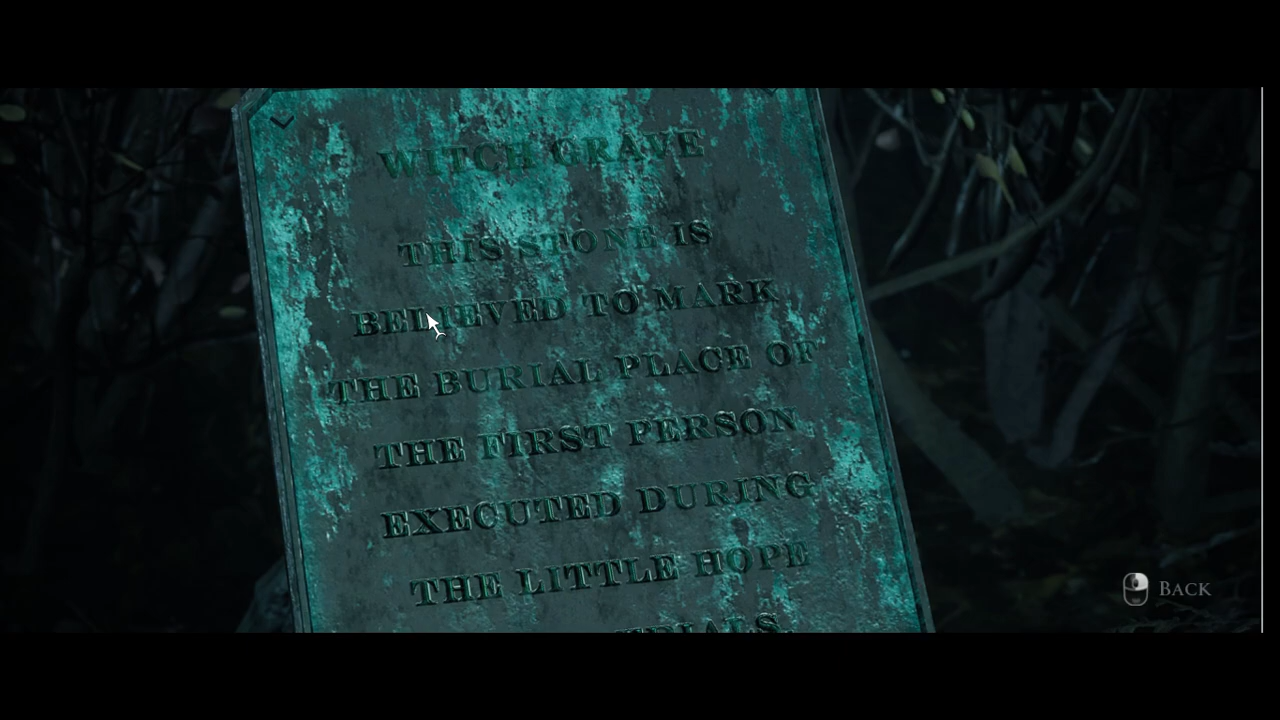 WITCH GRAVE
THIS STONE IS
BELIEVED TO MARK
THE BURIAL PLACE OF
THE FIRST PERSON
EXECUTED DURING
THE LITTLE HOPE
TRIALS.
BACK